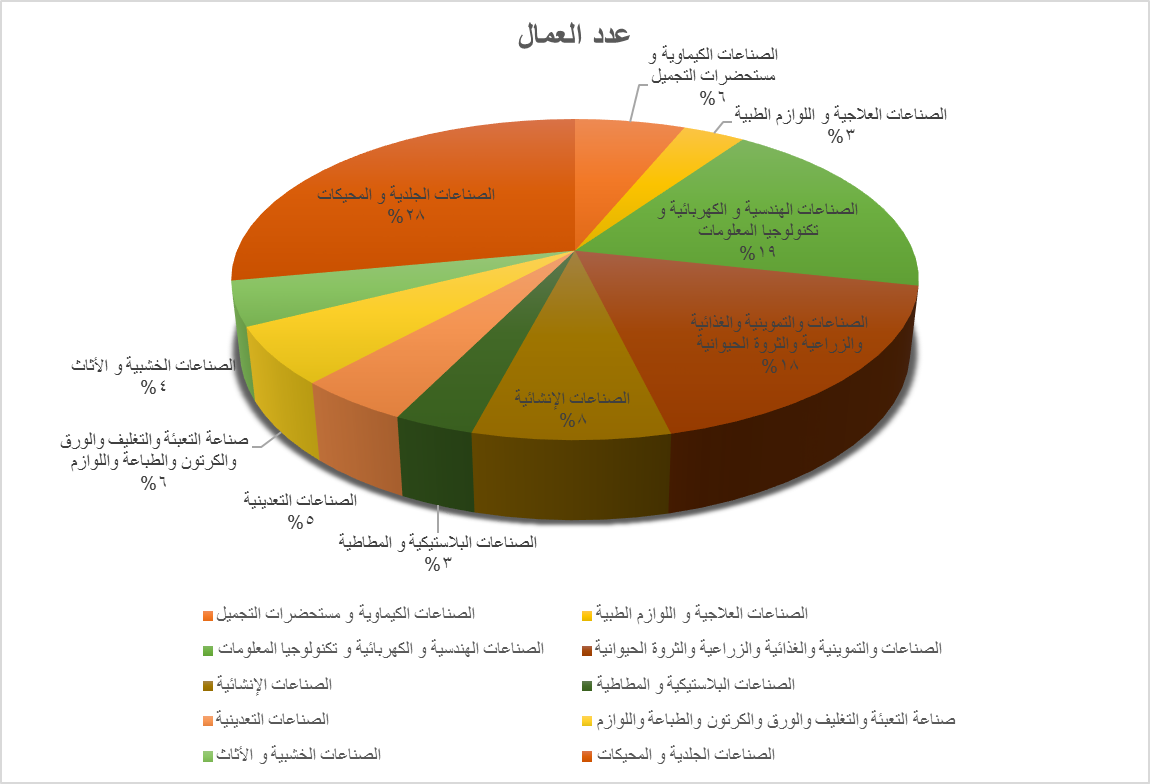 عدد العمال
الصناعات الكيماوية و
مستحضرات التجميل
%٦
الصناعات العلاجية و اللوازم الطبية
%٣
الصناعات الهندسية و الكهربائية و
تكنولوجيا المعلومات
%١٩
الصناعات والتموينية والغذائية
والزراعية والثروة الحيوانية
%١٨
الصناعات الإنشائية
%٨
الصناعات البلاستيكية و المطاطية
%٣
الصناعات التعدينية
%٥
صناعة التعبئة والتغليف والورق
والكرتون والطباعة واللوازم
%٦
الصناعات الخشبية و الأثاث
%٤
الصناعات الجلدية و المحيكات
%٢٨
الصناعات الكيماوية و مستحضرات التجميل
الصناعات العلاجية و اللوازم الطبية
الصناعات الهندسية و الكهربائية و تكنولوجيا المعلومات
الصناعات والتموينية والغذائية والزراعية والثروة الحيوانية
الصناعات الإنشائية
الصناعات البلاستيكية و المطاطية
الصناعات التعدينية
صناعة التعبئة والتغليف والورق والكرتون والطباعة واللوازم
الصناعات الخشبية و الأثاث
الصناعات الجلدية و المحيكات